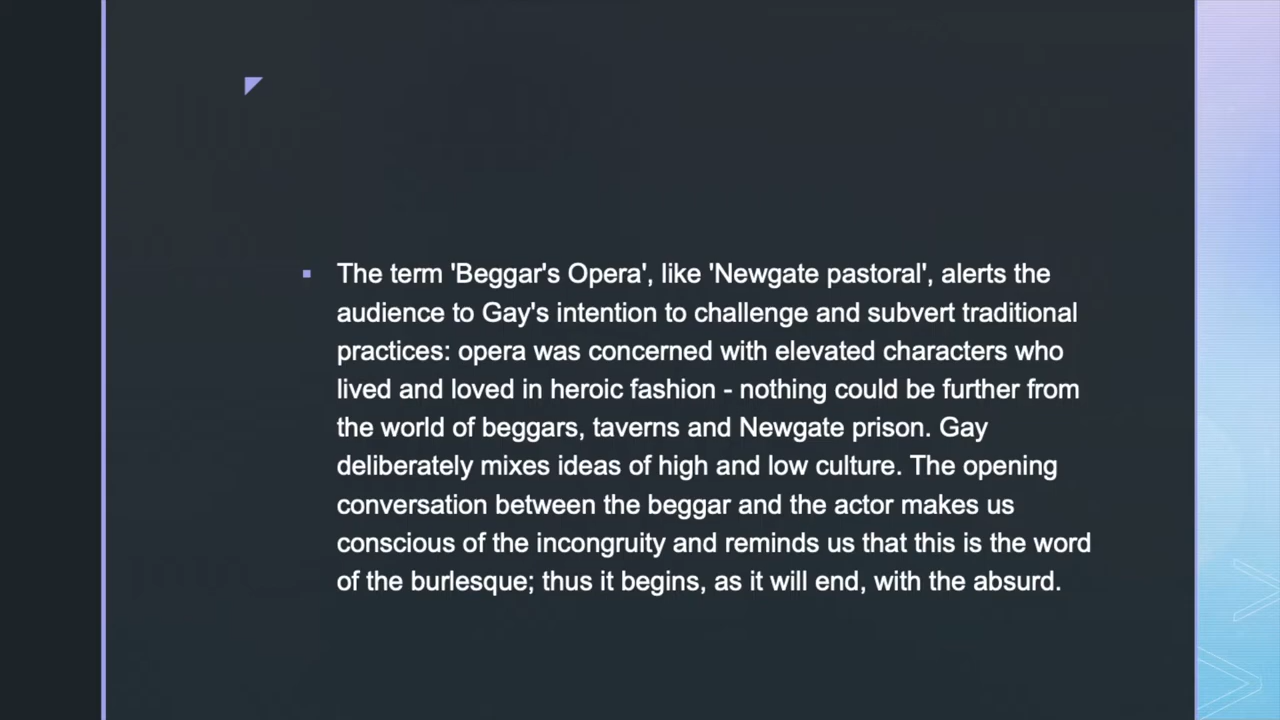 The term 'Beggar's Opera', like 'Newgate pastoral', alerts the
audience to Gay's intention to challenge and subvert traditional
practices: opera was concerned with elevated characters who
lived and loved in heroic fashion - nothing could be further from
the world of beggars, taverns and Newgate prison. Gay
deliberately mixes ideas of high and low culture. The opening
conversation between the beggar and the actor makes us
conscious of the incongruity and reminds us that this is the word
of the burlesque; thus it begins, as it will end, with the absurd.